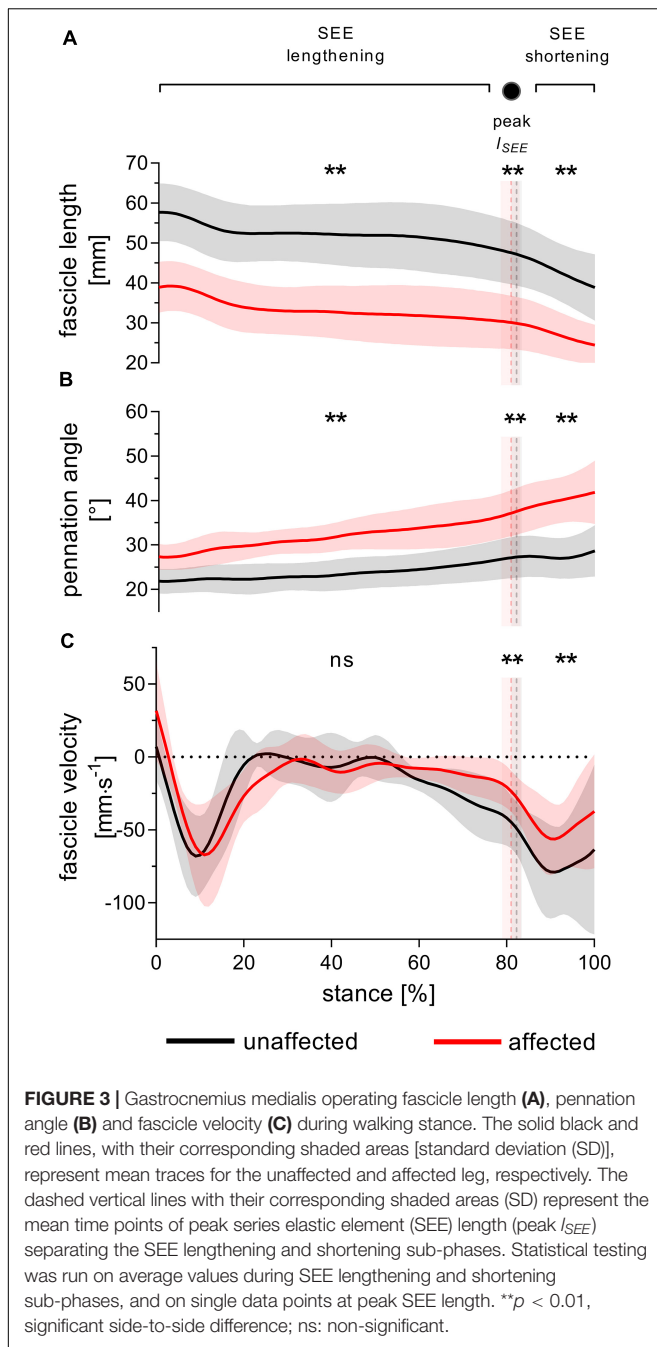 A
SEE
lengthening
SEE
shortening
peak
lSEE
** ** **
fascicle length
[mm]
70
60
50
40
30
20
B
** ** **
pennation angle
[°]
60
50
40
30
20
C
ns ** **
fascicle velocity
[mm·s-1]
50
0
-50
-100
0 20 40 60 80 100
stance [%]
unaffected affected
FIGURE 3 | Gastrocnemius medialis operating fascicle length (A), pennation
angle (B) and fascicle velocity (C) during walking stance. The solid black and
red lines, with their corresponding shaded areas [standard deviation (SD)],
represent mean traces for the unaffected and affected leg, respectively. The
dashed vertical lines with their corresponding shaded areas (SD) represent the
mean time points of peak series elastic element (SEE) length (peak lSEE)
separating the SEE lengthening and shortening sub-phases. Statistical testing
was run on average values during SEE lengthening and shortening
sub-phases, and on single data points at peak SEE length. **p < 0.01,
significant side-to-side difference; ns: non-significant.